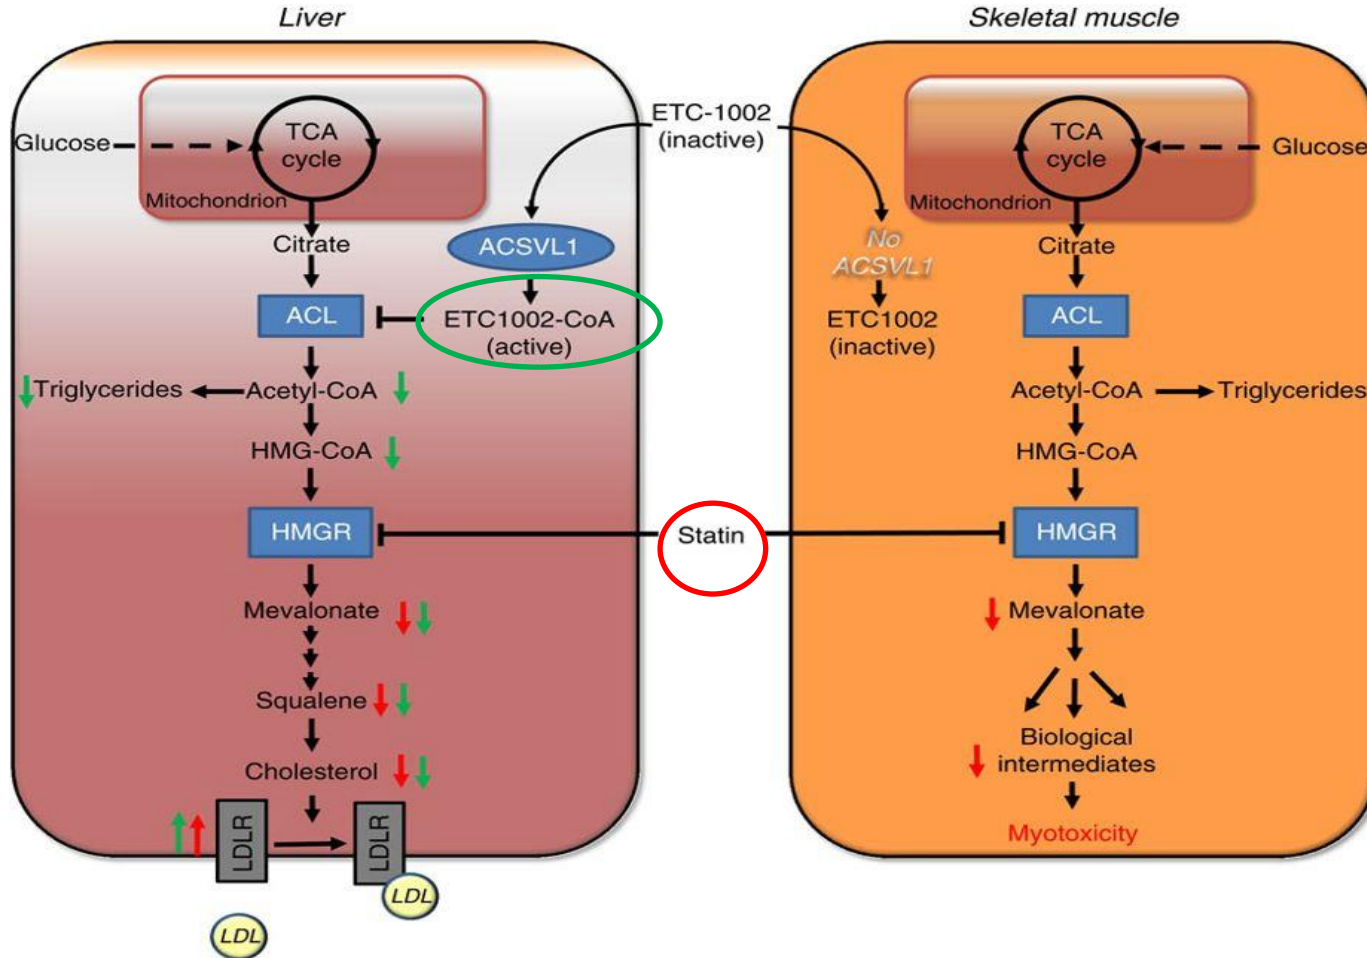 Liver
Skeletal muscle
Glucose
TCA
cycle
Mitochondrion
Citrate
ACL
Triglycerides
Acetyl-CoA
HMG-CoA
HMGR
Mevalonate
Squalene
Cholesterol
LDLR
LDLR
LDL
LDL
ETC-1002
(inactive)
ACSVL1
ETC1002-CoA
(active)
Statin
No
ACSVL1
ETC1002
(inactive)
TCA
cycle
Glucose
Mitochondrion
Citrate
ACL
Acetyl-CoA
Triglycerides
HMG-CoA
HMGR
Mevalonate
Biological
intermediates
Myotoxicity